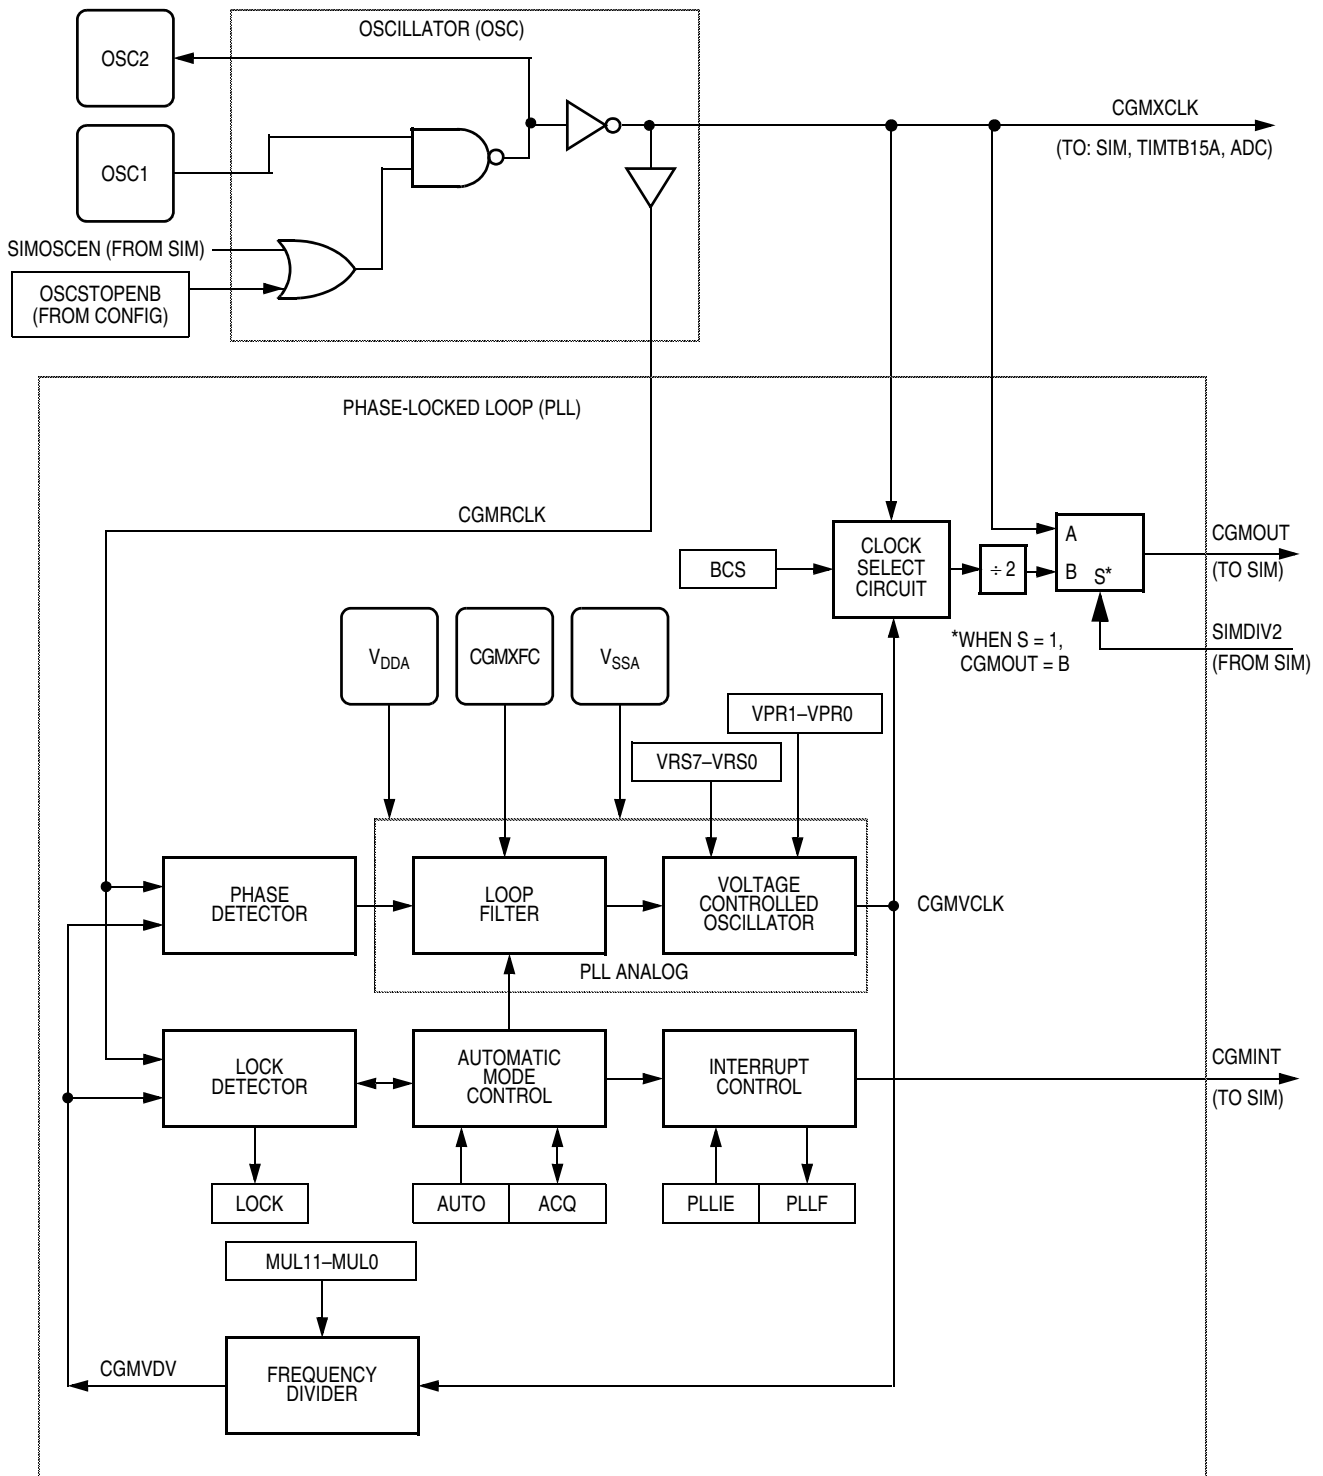 OSCILLATOR (OSC)
OSC2
OSC1
SIMOSCEN (FROM SIM)
OSCSTOPENB
(FROM CONFIG)
CGMXCLK
(TO: SIM, TIMTB15A, ADC)
PHASE-LOCKED LOOP (PLL)
CGMRCLK
BCS
CLOCK
SELECT
CIRCUIT
÷ 2
A
B
S*
CGMOUT
(TO SIM)
SIMDIV2
(FROM SIM)
*WHEN S = 1,
CGMOUT = B
VDDA
CGMXFC
VSSA
VPR1–VPR0
VRS7–VRS0
PHASE
DETECTOR
LOOP
FILTER
VOLTAGE
CONTROLLED
OSCILLATOR
CGMVCLK
PLL ANALOG
LOCK
DETECTOR
AUTOMATIC
MODE
CONTROL
INTERRUPT
CONTROL
CGMINT
(TO SIM)
LOCK
AUTO
ACQ
PLLIE
PLLF
MUL11–MUL0
CGMVDV
FREQUENCY
DIVIDER